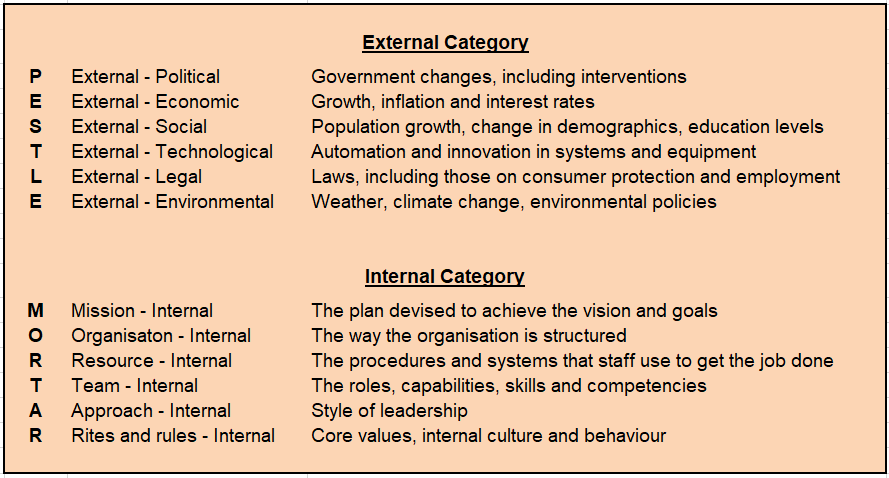 External Category
P External - Political Government changes, including interventions
E External - Economic Growth, inflation and interest rates
S External - Social Population growth, change in demographics, education levels
T External - Technological Automation and innovation in systems and equipment
L External - Legal Laws, including those on consumer protection and employment
E External - Environmental Weather, climate change, environmental policies
Internal Category
M Mission - Internal The plan devised to achieve the vision and goals
O Organisaton - Internal The way the organisation is structured
R Resource - Internal The procedures and systems that staff use to get the job done
T Team - Internal The roles, capabilities, skills and competencies
A Approach - Internal Style of leadership
R Rites and rules - Internal Core values, internal culture and behaviour